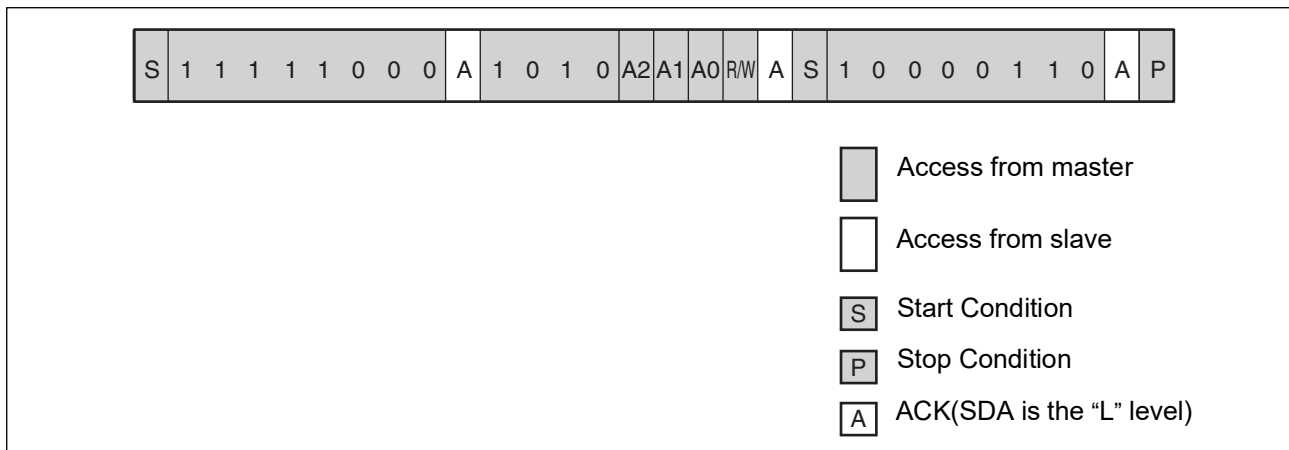 S 1 1 1 1 1 0 0 0 A 1 0 1 0 A2 A1 A0 R/W A S 1 0 0 0 0 1 1 0 A P
Access from master
Access from slave
S Start Condition
P Stop Condition
A ACK(SDA is the “L” level)